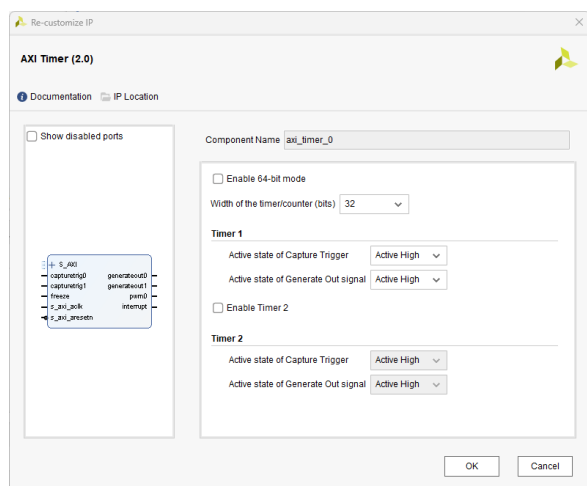 Re-customize IP
AXI Timer (2.0)
Documentation IP Location
Show disabled ports
S_AXI
capturetrig0 generateout0
capturetrig1 generateout1
freeze pwm0
s_axi_aclk interrupt
s_axi_aresetn
Component Name axi_timer_0
Enable 64-bit mode
Width of the timer/counter (bits) 32
Timer 1
Active state of Capture Trigger Active High
Active state of Generate Out signal Active High
Enable Timer 2
Timer 2
Active state of Capture Trigger Active High
Active state of Generate Out signal Active High
OK Cancel